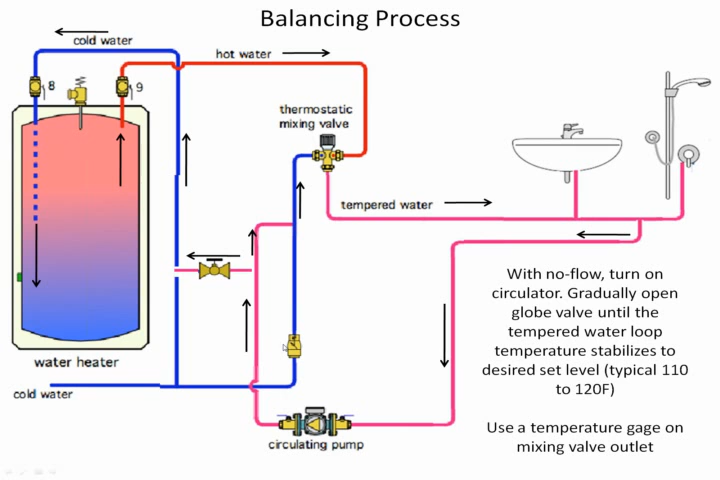 Balancing Process
cold water
hot water
8
9
thermostatic
mixing valve
tempered water
With no-flow, turn on
circulator. Gradually open
globe valve until the
tempered water loop
temperature stabilizes to
desired set level (typical 110
to 120F)
water heater
cold water
circulating pump
Use a temperature gage on
mixing valve outlet